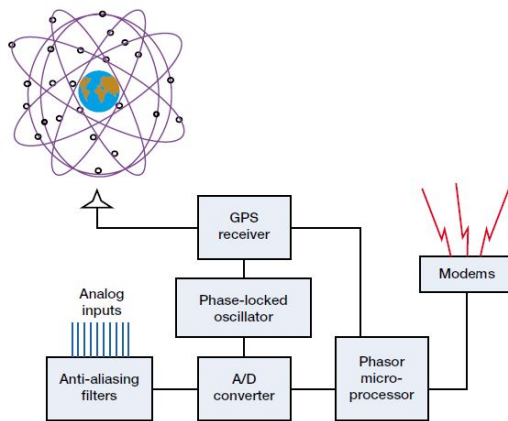 GPS
receiver
Modems
Analog
inputs
Phase-locked
oscillator
Anti-aliasing
filters
A/D
converter
Phasor
micro-
processor